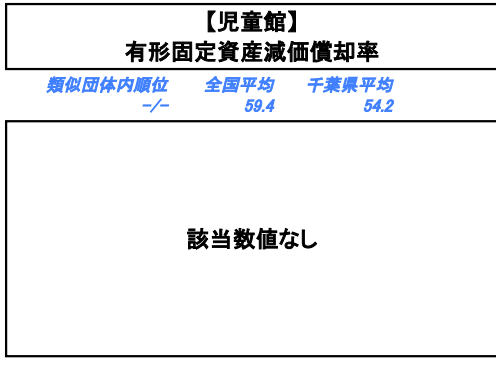 【児童館】
有形固定資産減価償却率
類似団体内順位 全国平均 千葉県平均
-/- 59.4 54.2
該当数値なし